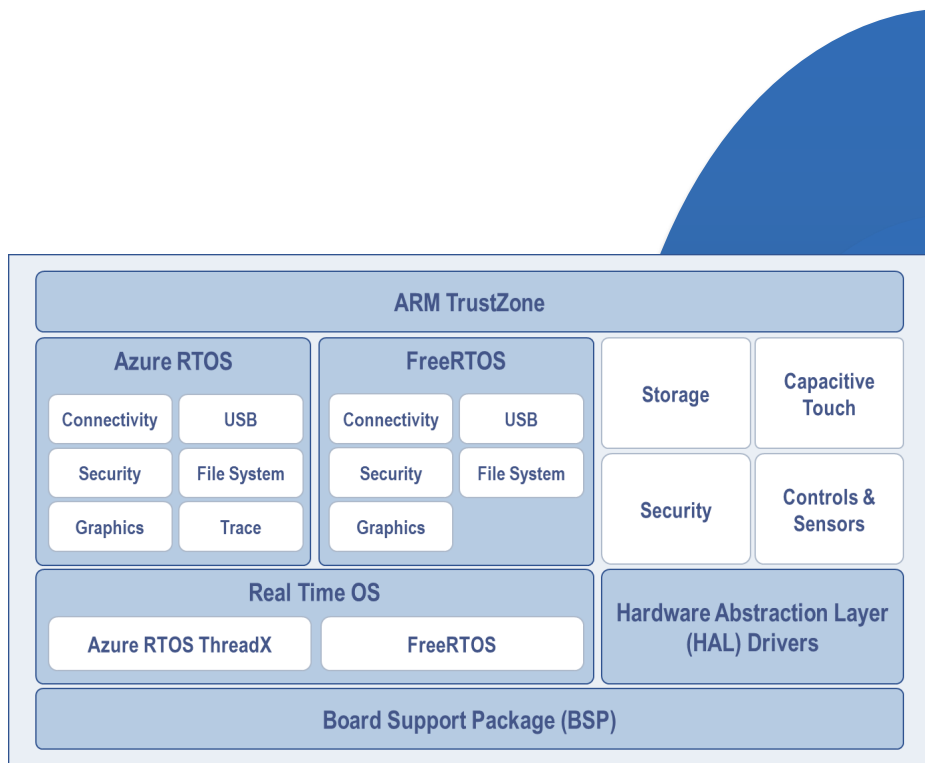 ARM TrustZone
Azure RTOS
Connectivity
USB
Security
File System
Graphics
Trace
FreeRTOS
Connectivity
USB
Security
File System
Graphics
Storage
Capacitive
Touch
Security
Controls &
Sensors
Real Time OS
Azure RTOS ThreadX
FreeRTOS
Hardware Abstraction Layer
(HAL) Drivers
Board Support Package (BSP)